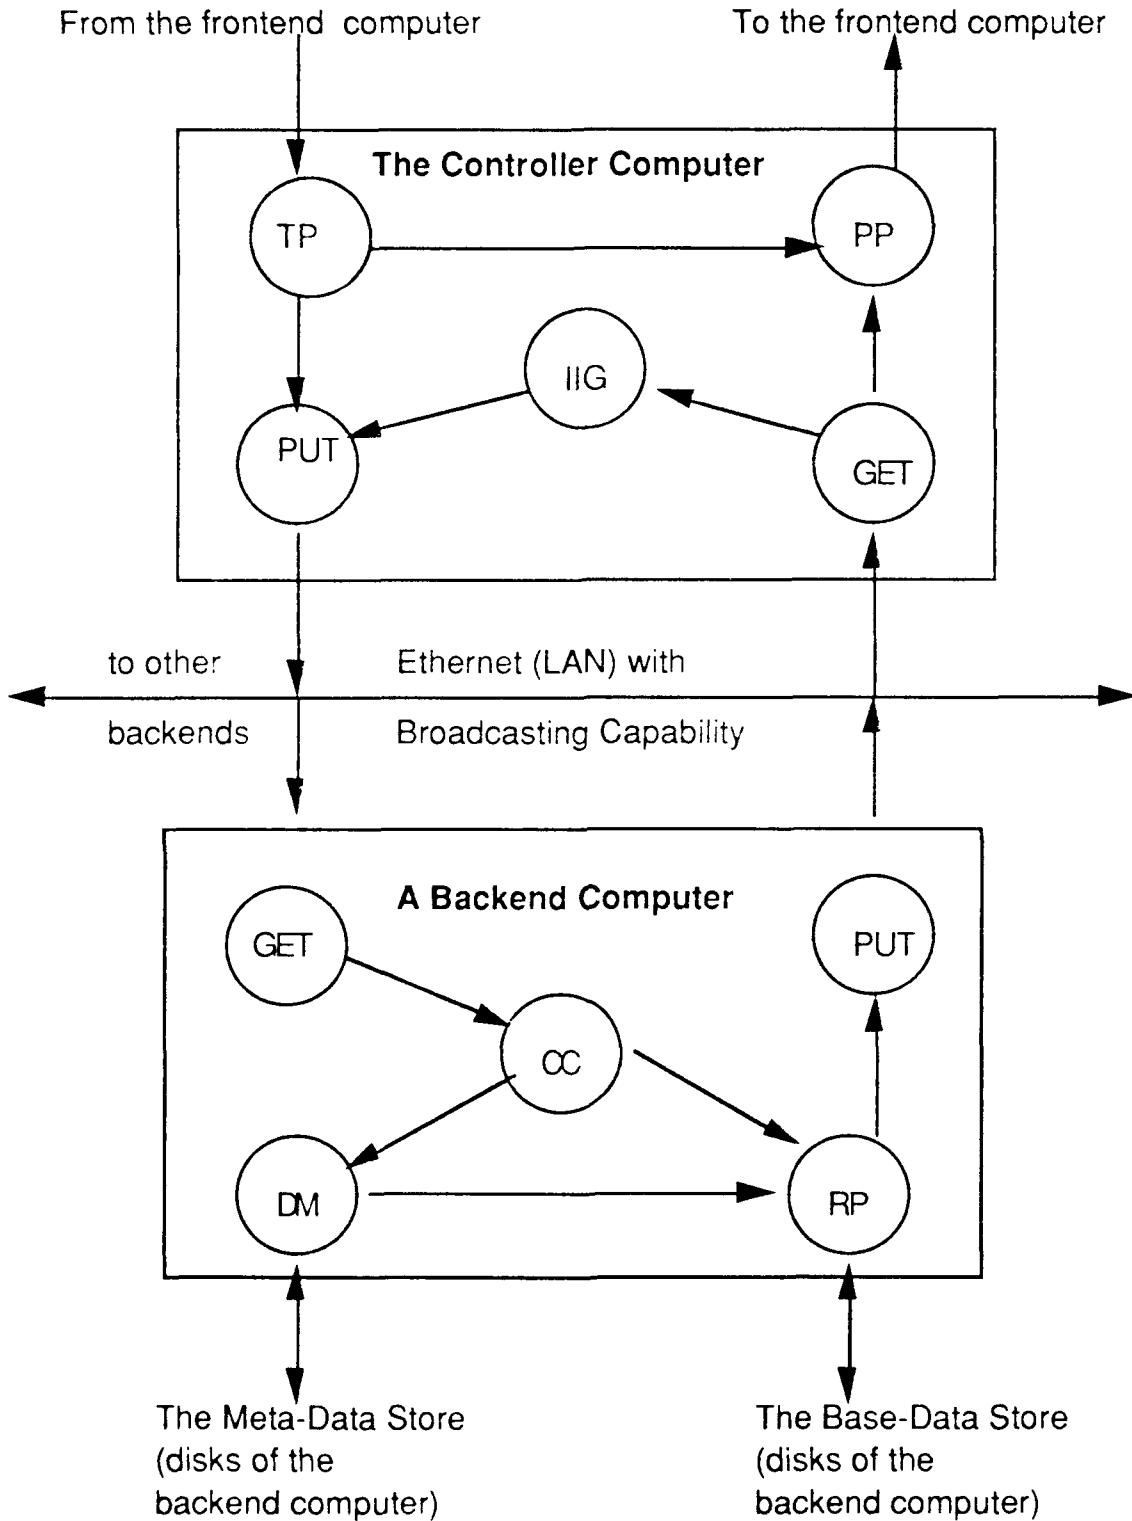 From the frontend computer
To the frontend computer
The Controller Computer
TP
PP
IIG
PUT
GET
to other
Ethernet (LAN) with
backends
Broadcasting Capability
A Backend Computer
GET
PUT
CC
DM
RP
The Meta-Data Store
(disks of the
backend computer)
The Base-Data Store
(disks of the
backend computer)